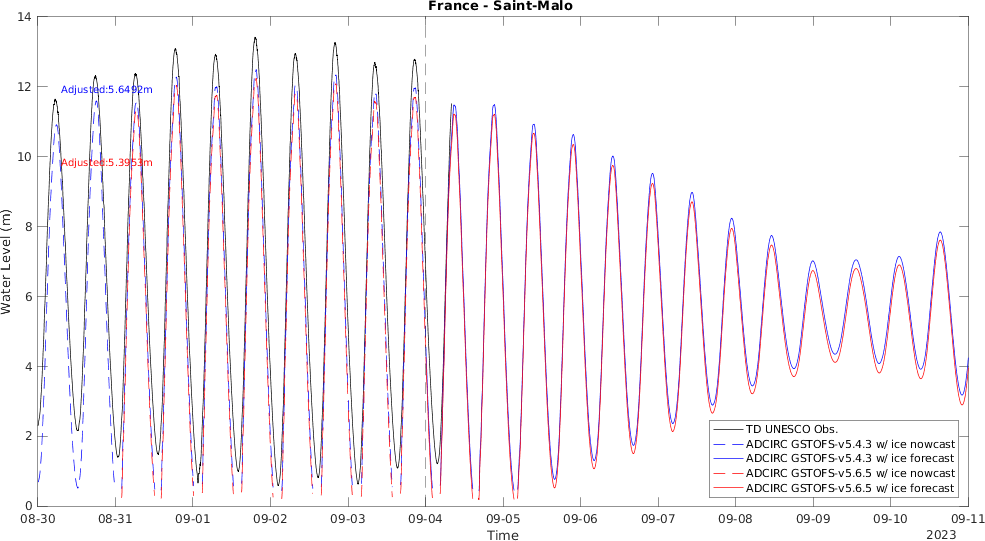 France - Saint-Malo
14
12
10
8
6
4
2
0
Water Level (m)
Adjusted:5.6492m
Adjusted:5.3953m
TD UNESCO Obs.
ADCIRC GSTOFS-v5.4.3 w/ ice nowcast
ADCIRC GSTOFS-v5.4.3 w/ ice forecast
ADCIRC GSTOFS-v5.6.5 w/ ice nowcast
ADCIRC GSTOFS-v5.6.5 w/ ice forecast
08-30 08-31 09-01 09-02 09-03 09-04 09-05 09-06 09-07 09-08 09-09 09-10 09-11
Time
2023